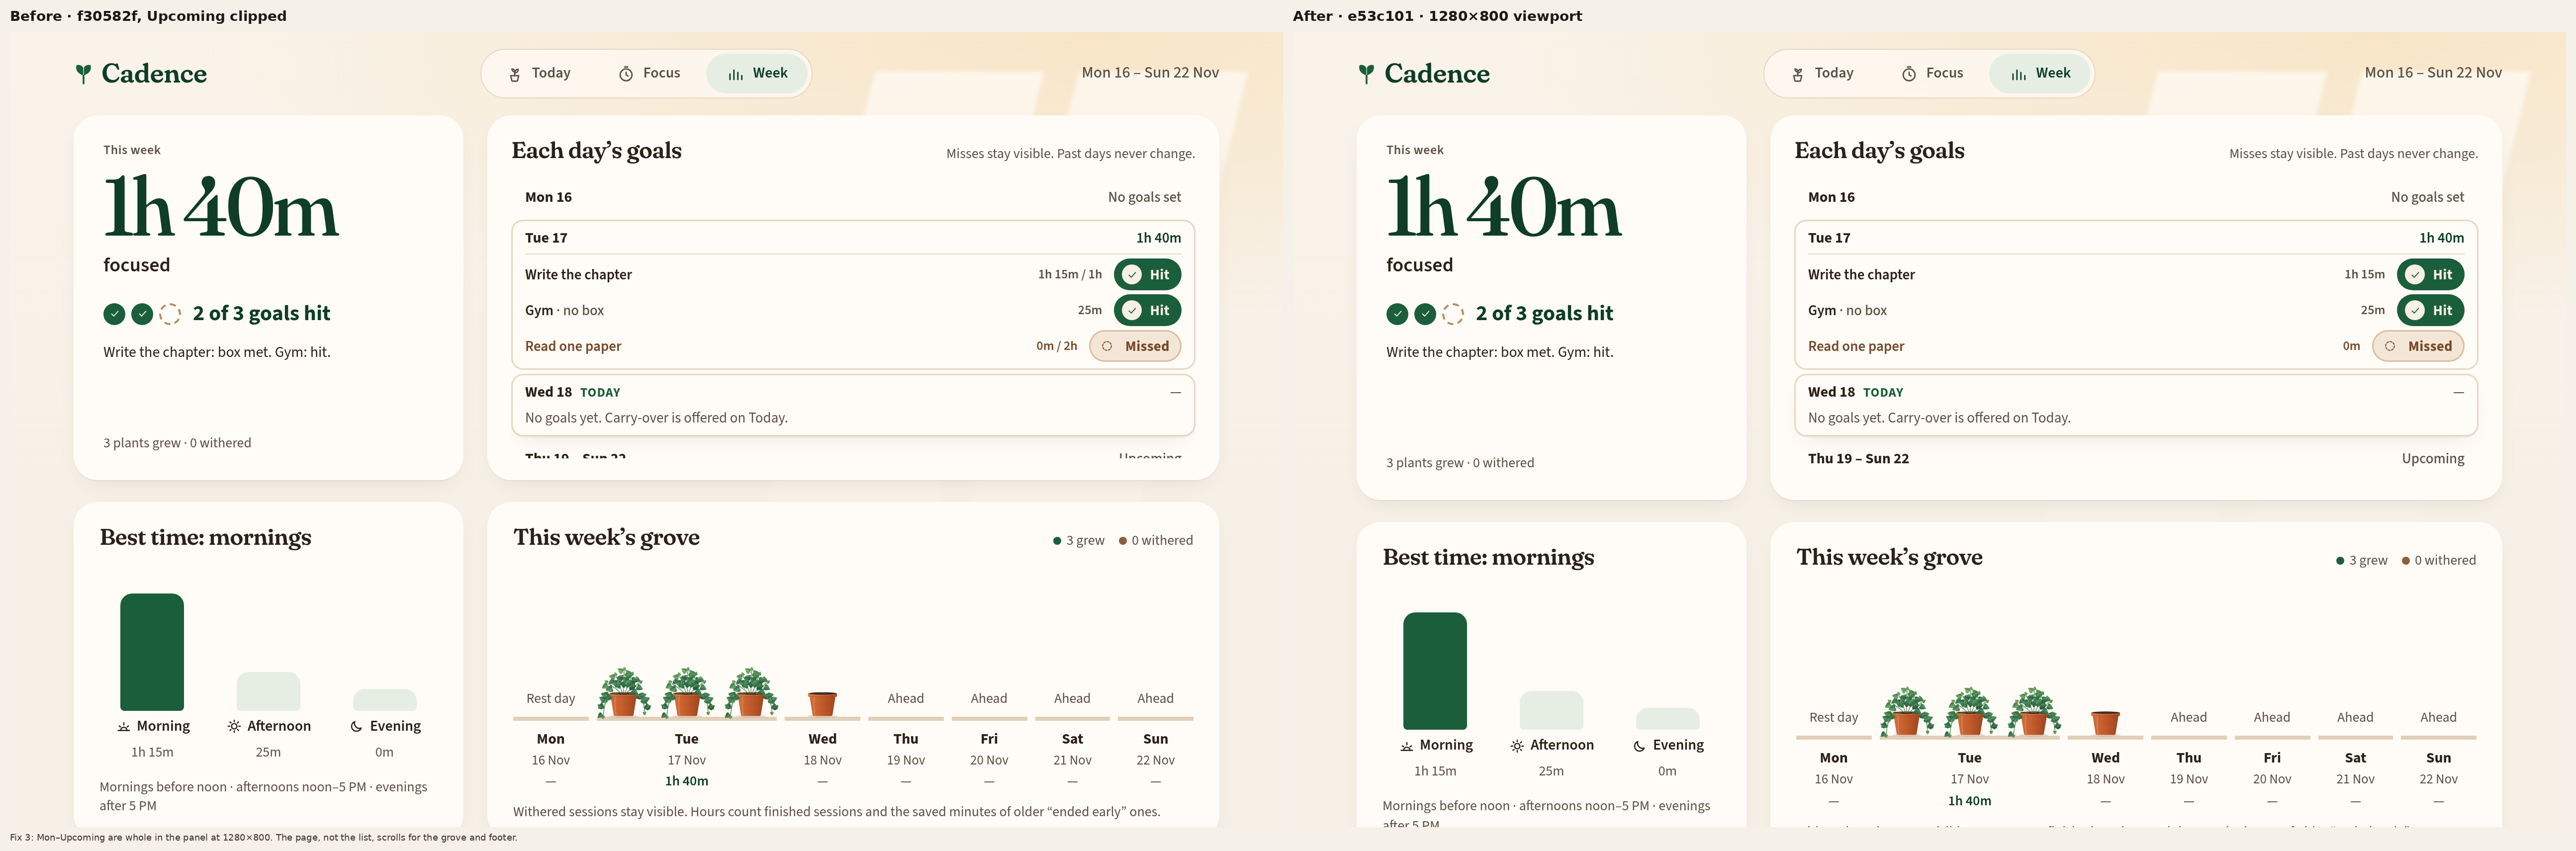 Before · f30582f, Upcoming clipped
Cadence
Today Focus Week
Mon 16 – Sun 22 Nov
This week
1h 40m
focused
2 of 3 goals hit
Write the chapter: box met. Gym: hit.
3 plants grew · 0 withered
Each day’s goals
Misses stay visible. Past days never change.
Mon 16 No goals set
Tue 17 1h 40m
Write the chapter 1h 15m / 1h Hit
Gym · no box 25m Hit
Read one paper 0m / 2h Missed
Wed 18 TODAY —
No goals yet. Carry-over is offered on Today.
Thu 19 – Sun 22 Upcoming
Best time: mornings
Morning Afternoon Evening
1h 15m 25m 0m
Mornings before noon · afternoons noon–5 PM · evenings
after 5 PM
This week’s grove
3 grew 0 withered
Rest day Ahead Ahead Ahead Ahead
Mon Tue Wed Thu Fri Sat Sun
16 Nov 17 Nov 18 Nov 19 Nov 20 Nov 21 Nov 22 Nov
— 1h 40m — — — — —
Withered sessions stay visible. Hours count finished sessions and the saved minutes of older “ended early” ones.
Fix 3: Mon–Upcoming are whole in the panel at 1280×800. The page, not the list, scrolls for the grove and footer.
After · e53c101 · 1280×800 viewport
Cadence
Today Focus Week
Mon 16 – Sun 22 Nov
This week
1h 40m
focused
2 of 3 goals hit
Write the chapter: box met. Gym: hit.
3 plants grew · 0 withered
Each day’s goals
Misses stay visible. Past days never change.
Mon 16 No goals set
Tue 17 1h 40m
Write the chapter 1h 15m Hit
Gym · no box 25m Hit
Read one paper 0m Missed
Wed 18 TODAY —
No goals yet. Carry-over is offered on Today.
Thu 19 – Sun 22 Upcoming
Best time: mornings
Morning Afternoon Evening
1h 15m 25m 0m
Mornings before noon · afternoons noon–5 PM · evenings
after 5 PM
This week’s grove
3 grew 0 withered
Rest day Ahead Ahead Ahead Ahead
Mon Tue Wed Thu Fri Sat Sun
16 Nov 17 Nov 18 Nov 19 Nov 20 Nov 21 Nov 22 Nov
— 1h 40m — — — — —